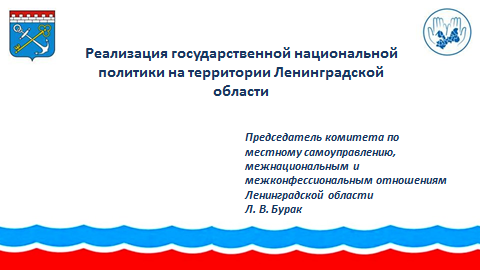 Реализация государственной национальной
политики на территории Ленинградской
области
Председатель комитета по
местному самоуправлению,
межнациональным и
межконфессиональным отношениям
Ленинградской области
Л. В. Бурак